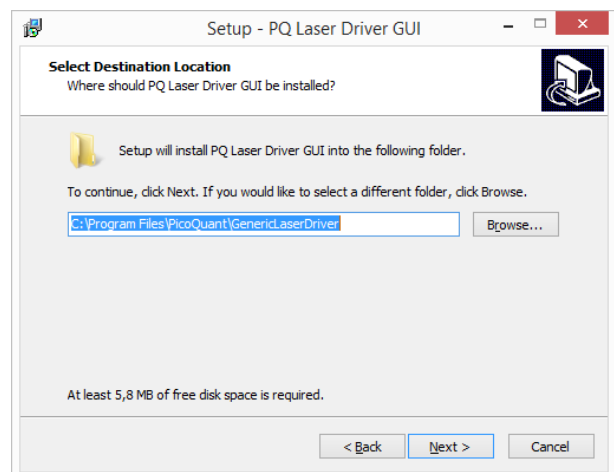 Setup - PQ Laser Driver GUI
Select Destination Location
Where should PQ Laser Driver GUI be installed?
Setup will install PQ Laser Driver GUI into the following folder.
To continue, click Next. If you would like to select a different folder, click Browse.
C:\Program Files\PicoQuant\GenericLaserDriver
Browse...
At least 5,8 MB of free disk space is required.
< Back
Next >
Cancel